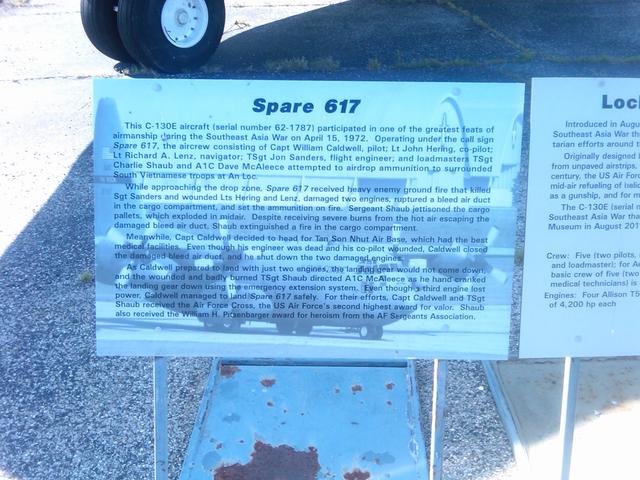 Spare 617
This C-130E aircraft (serial number 62-1787) participated in one of the greatest feats of
airmanship during the Southeast Asia War on April 15, 1972. Operating under the call sign
Spare 617, the aircrew consisting of Capt William Caldwell, pilot; Lt John Hering, co-pilot;
Lt Richard A. Lenz, navigator; TSgt Jon Sanders, flight engineer; and loadmasters TSgt
Charlie Shaub and A1C Dave McAleece attempted to airdrop ammunition to surrounded
South Vietnamese troops at An Loc.
While approaching the drop zone, Spare 617 received heavy enemy ground fire that killed
Sgt Sanders and wounded Lts Hering and Lenz, damaged two engines, ruptured a bleed air duct
in the cargo compartment, and set the ammunition on fire. Sergeant Shaub jettisoned the cargo
pallets, which exploded in midair. Despite receiving severe burns from the hot air escaping the
damaged bleed air duct, Shaub extinguished a fire in the cargo compartment.
Meanwhile, Capt Caldwell decided to head for Tan Son Nhut Air Base, which had the best
medical facilities. Even though his engineer was dead and his co-pilot wounded, Caldwell closed
the damaged bleed air duct, and he shut down the two damaged engines.
As Caldwell prepared to land with just two engines, the landing gear would not come down,
and the wounded and badly burned TSgt Shaub directed A1C McAleece as he hand cranked
the landing gear down using the emergency extension system. Even though a third engine lost
power, Caldwell managed to land Spare 617 safely. For their efforts, Capt Caldwell and TSgt
Shaub received the Air Force Cross, the US Air Force's second highest award for valor. Shaub
also received the William H. Pitsenbarger award for heroism from the AF Sergeants Association.
Loc
Introduced in Augu
Southeast Asia War th
tarian efforts around t
Originally designed
from unpaved airstrips,
century, the US Air For
mid-air refueling of
as a gunship, and for m
The C-130E (serial
Southeast Asia War tha
Museum in August 201
Crew: Five (two pilots,
and loadmaster); for A
basic crew of five (two
medical technicians) is
Engines: Four Allison T5
of 4,200 hp each